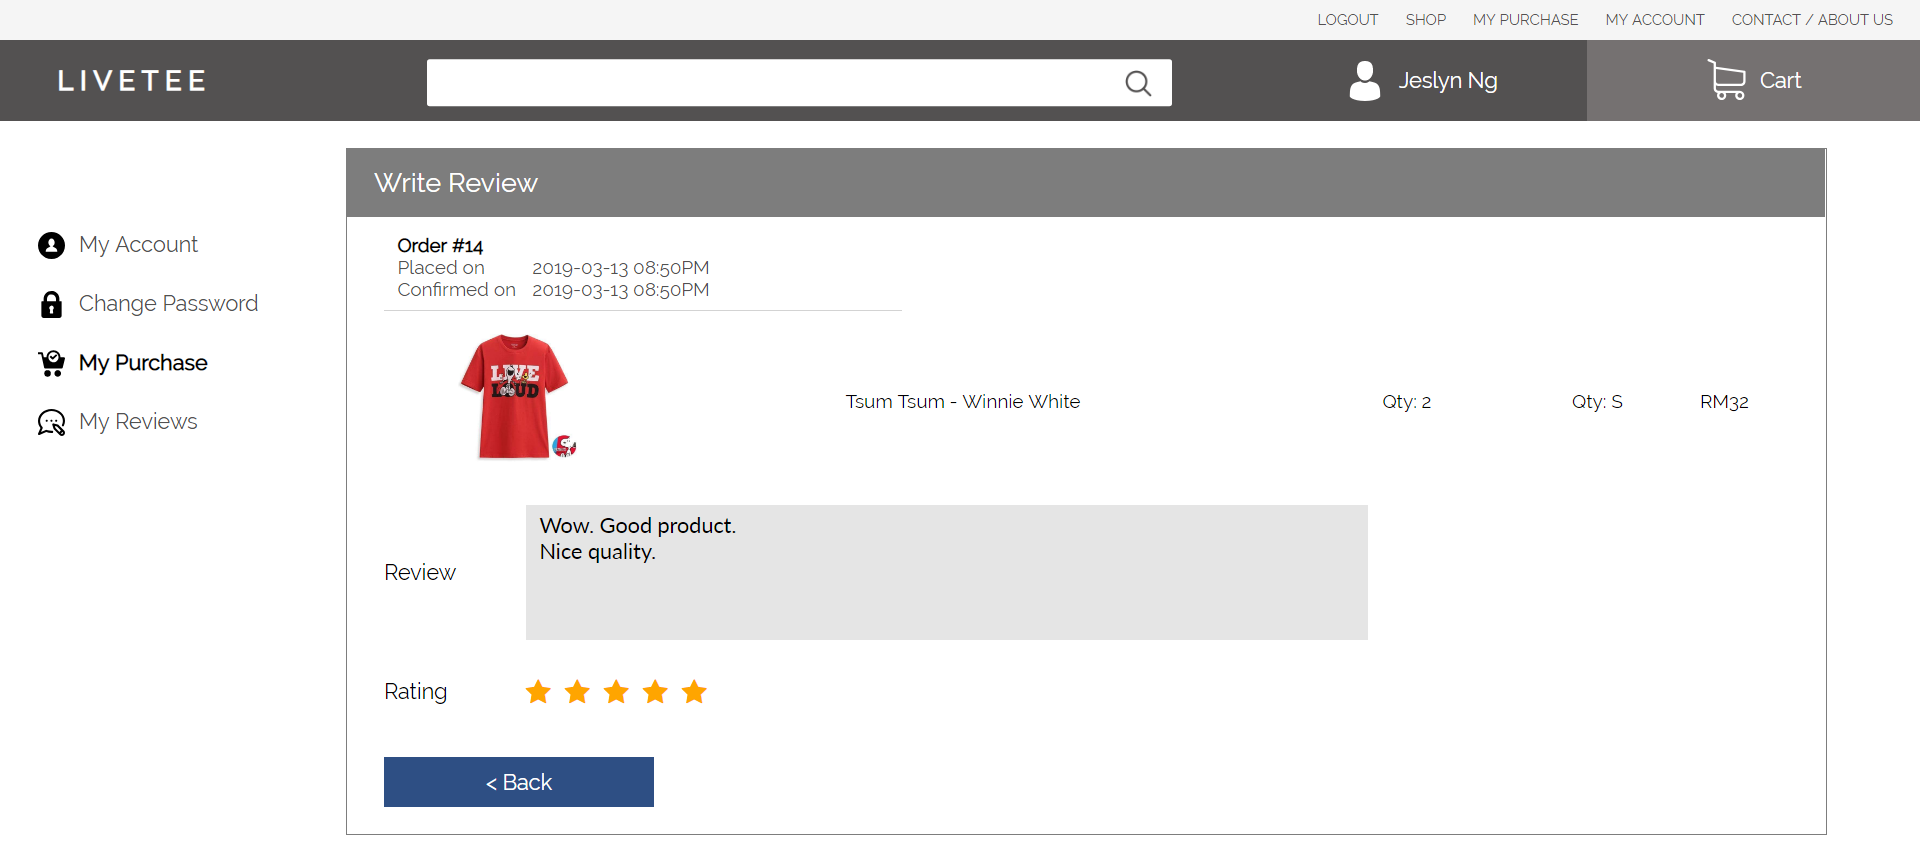 LOGOUT SHOP MY PURCHASE MY ACCOUNT CONTACT / ABOUT US
LIVETEE
Jeslyn Ng
Cart
Write Review
My Account
Change Password
My Purchase
My Reviews
Order #14
Placed on 2019-03-13 08:50PM
Confirmed on 2019-03-13 08:50PM
LIVE
LOUD
Tsum Tsum - Winnie White Qty: 2 Qty: S RM32
Review
Wow. Good product.
Nice quality.
Rating
< Back